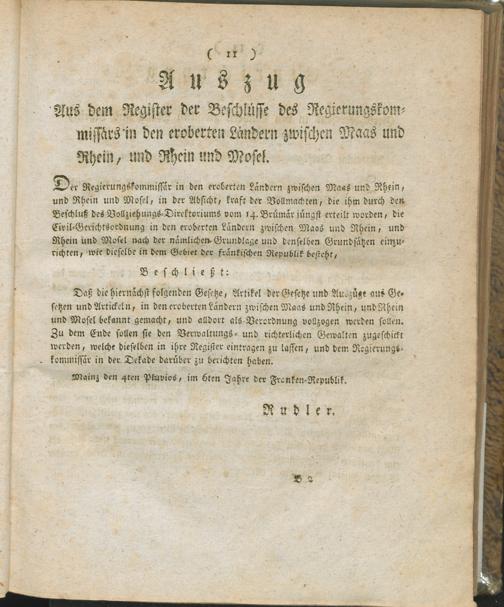 ( 11 )
Auszug
Aus dem Register der Beschlüsse des Regierungskom-
missärs in den eroberten Ländern zwischen Maas und
Rhein, und Rhein und Mosel.
Der Regierungskommissär in den eroberten Ländern zwischen Maas und Rhein,
und Rhein und Mosel, in der Absicht, kraft der Vollmachten, die ihm durch den
Beschluß des Vollziehungs-Direktoriums vom 14. Brümär jüngst erteilt worden, die
Civil-Gerichtsordnung in den eroberten Ländern zwischen Maas und Rhein, und
Rhein und Mosel nach der nämlichen Grundlage und denselben Grundsätzen einzu-
richten, wie dieselbe in dem Gebiet der fränkischen Republik besteht,
Beschließt:
Daß die hiernächst folgenden Gesetze, Artikel der Gesetze und Auszüge aus Ge-
setzen und Artickeln, in den eroberten Ländern zwischen Maas und Rhein, und Rhein
und Mosel bekannt gemacht, und alldort als Verordnung vollzogen werden sollen.
Zu dem Ende sollen sie den Verwaltungs- und richterlichen Gewalten zugeschickt
werden, welche dieselben in ihre Register eintragen zu lassen, und dem Regierungs-
kommissär in der Dekade darüber zu berichten haben.
Mainz den 4ten Pluvios, im 6ten Jahre der Franken-Republik.
Rudler.
B 2